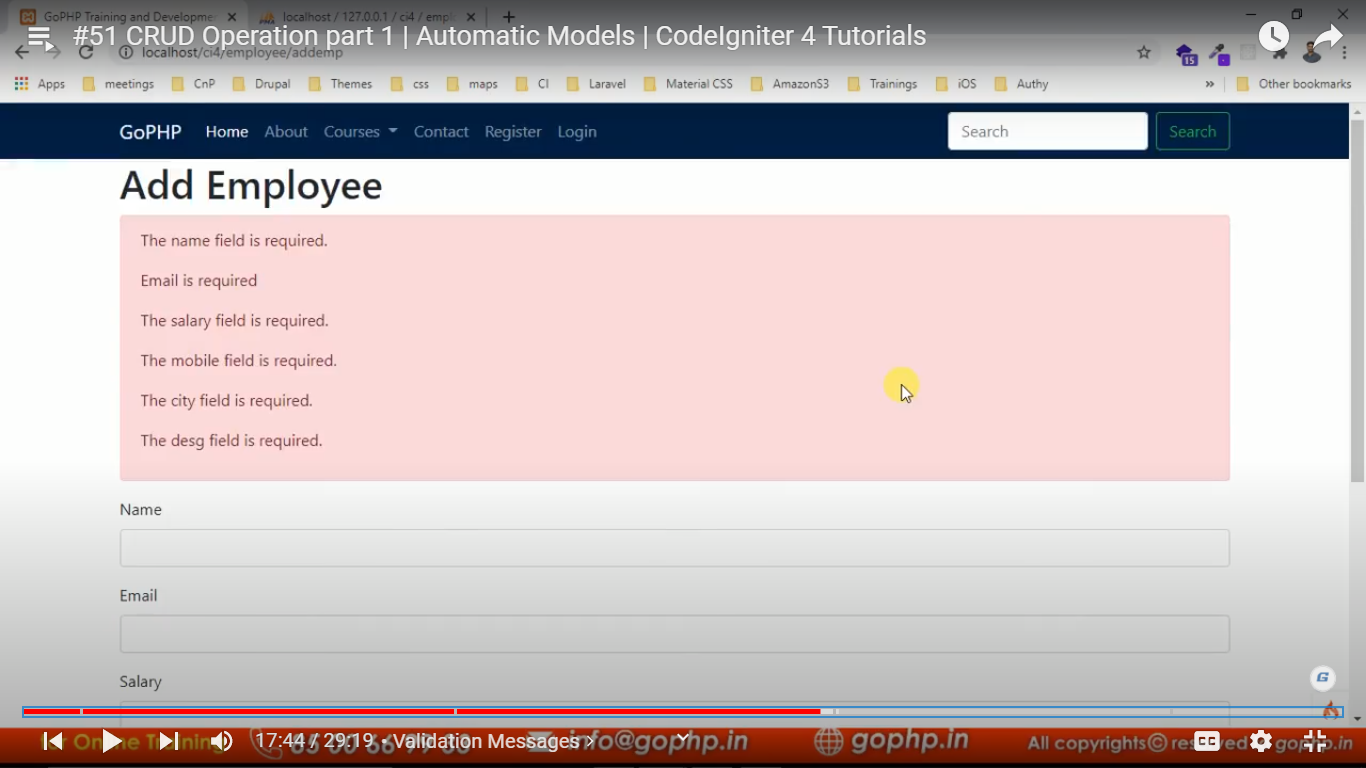 GoPHP Training and Developme
localhost / 127.0.0.1 / ci4 / empl
#51 CRUD Operation part 1 | Automatic Models | CodeIgniter 4 Tutorials
localhost/ci4/employee/addemp
15
Apps meetings CnP Drupal Themes css maps CI Laravel Material CSS AmazonS3 Trainings iOS Authy » Other bookmarks
GoPHP Home About Courses Contact Register Login Search Search
Add Employee
The name field is required.
Email is required
The salary field is required.
The mobile field is required.
The city field is required.
The desg field is required.
Name
Email
Salary
G
for Online Training
17:44 / 29:19 • Validation Messages ›
info@gophp.in
gophp.in
All copyrights© reserved gophp.in
CC